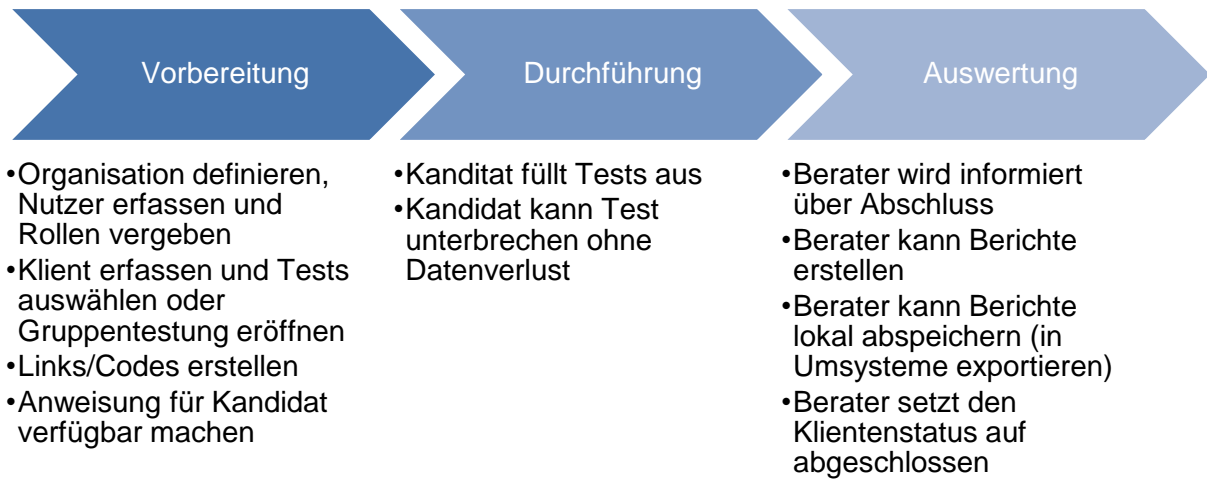 Vorbereitung
•Organisation definieren,
Nutzer erfassen und
Rollen vergeben
•Klient erfassen und Tests
auswählen oder
Gruppentestung eröffnen
•Links/Codes erstellen
•Anweisung für Kandidat
verfügbar machen
Durchführung
•Kanditat füllt Tests aus
•Kandidat kann Test
unterbrechen ohne
Datenverlust
Auswertung
•Berater wird informiert
über Abschluss
•Berater kann Berichte
erstellen
•Berater kann Berichte
lokal abspeichern (in
Umsysteme exportieren)
•Berater setzt den
Klientenstatus auf
abgeschlossen